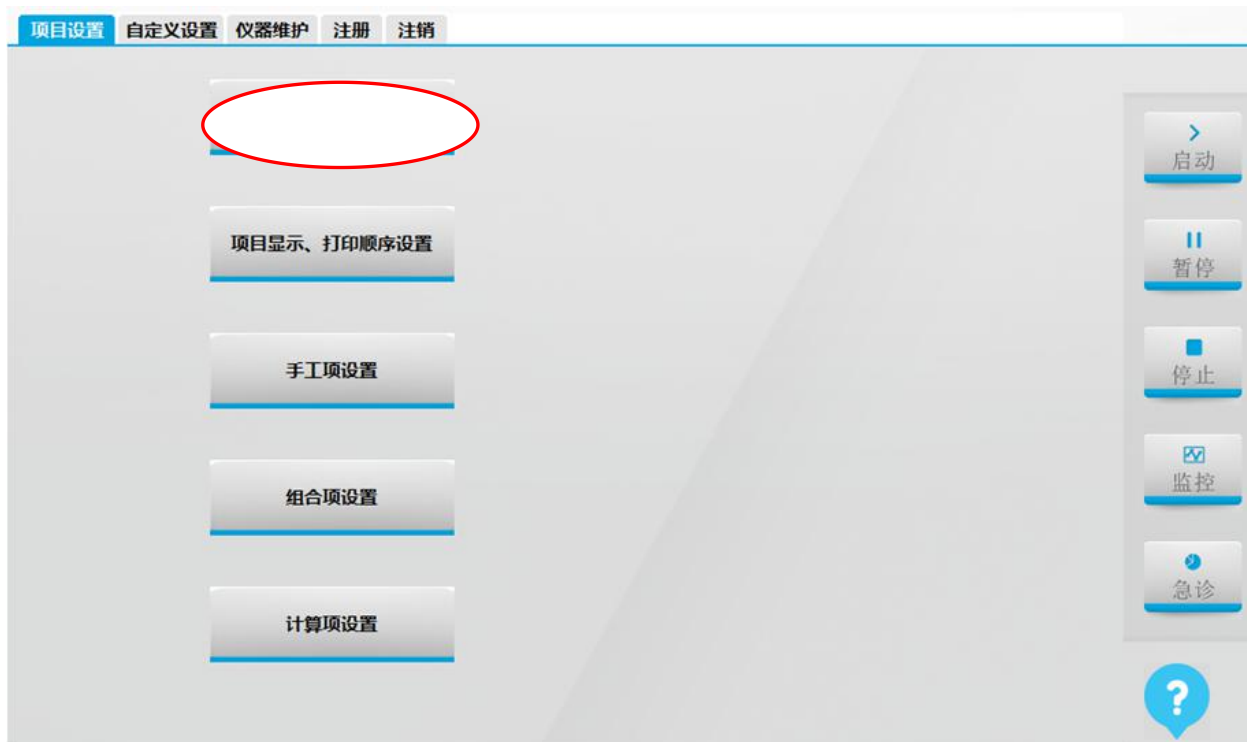 项目设置 自定义设置 仪器维护 注册 注销
项目显示、打印顺序设置
手工项设置
组合项设置
计算项设置
启动
暂停
停止
监控
急诊
?